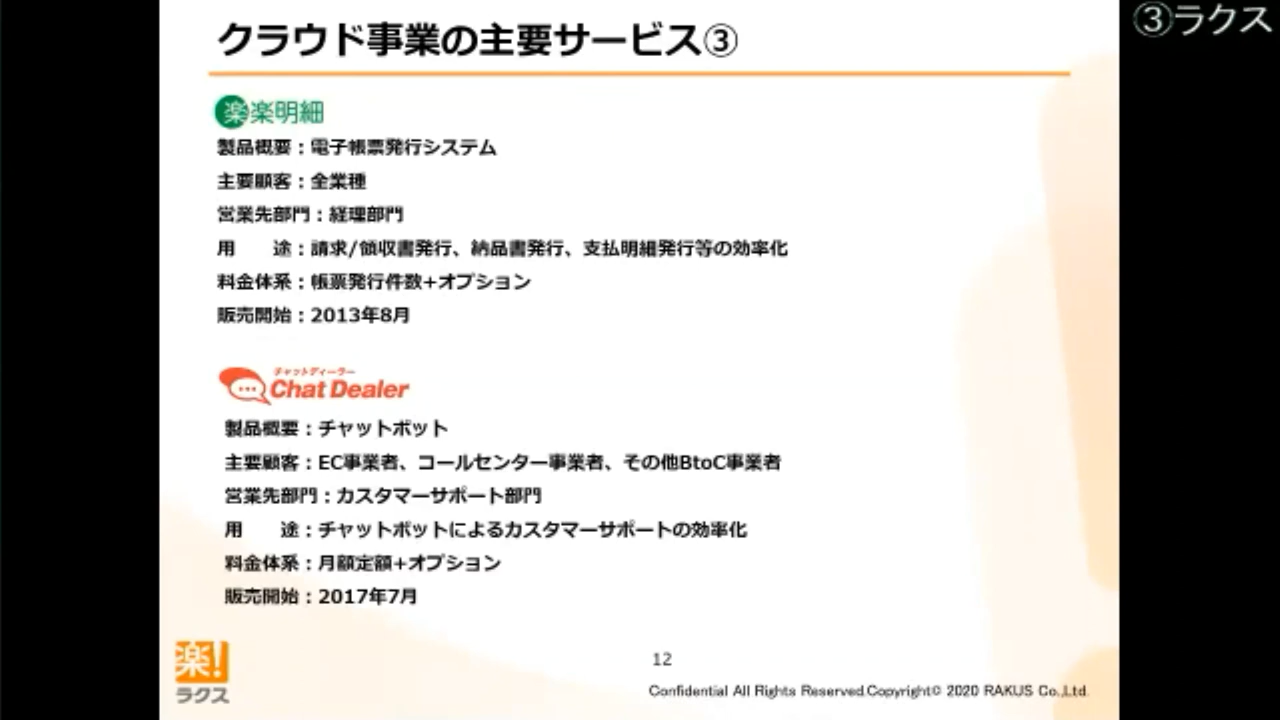 ③ラクス
クラウド事業の主要サービス③
楽楽明細
製品概要：電子帳票発行システム
主要顧客：全業種
営業先部門：経理部門
用　　途：請求/領収書発行、納品書発行、支払明細発行等の効率化
料金体系：帳票発行件数+オプション
販売開始：2013年8月
チャットディーラー
Chat Dealer
製品概要：チャットボット
主要顧客：EC事業者、コールセンター事業者、その他BtoC事業者
営業先部門：カスタマーサポート部門
用　　途：チャットボットによるカスタマーサポートの効率化
料金体系：月額定額+オプション
販売開始：2017年7月
楽!
ラクス
12
Confidential All Rights Reserved.Copyright© 2020 RAKUS Co.,Ltd.